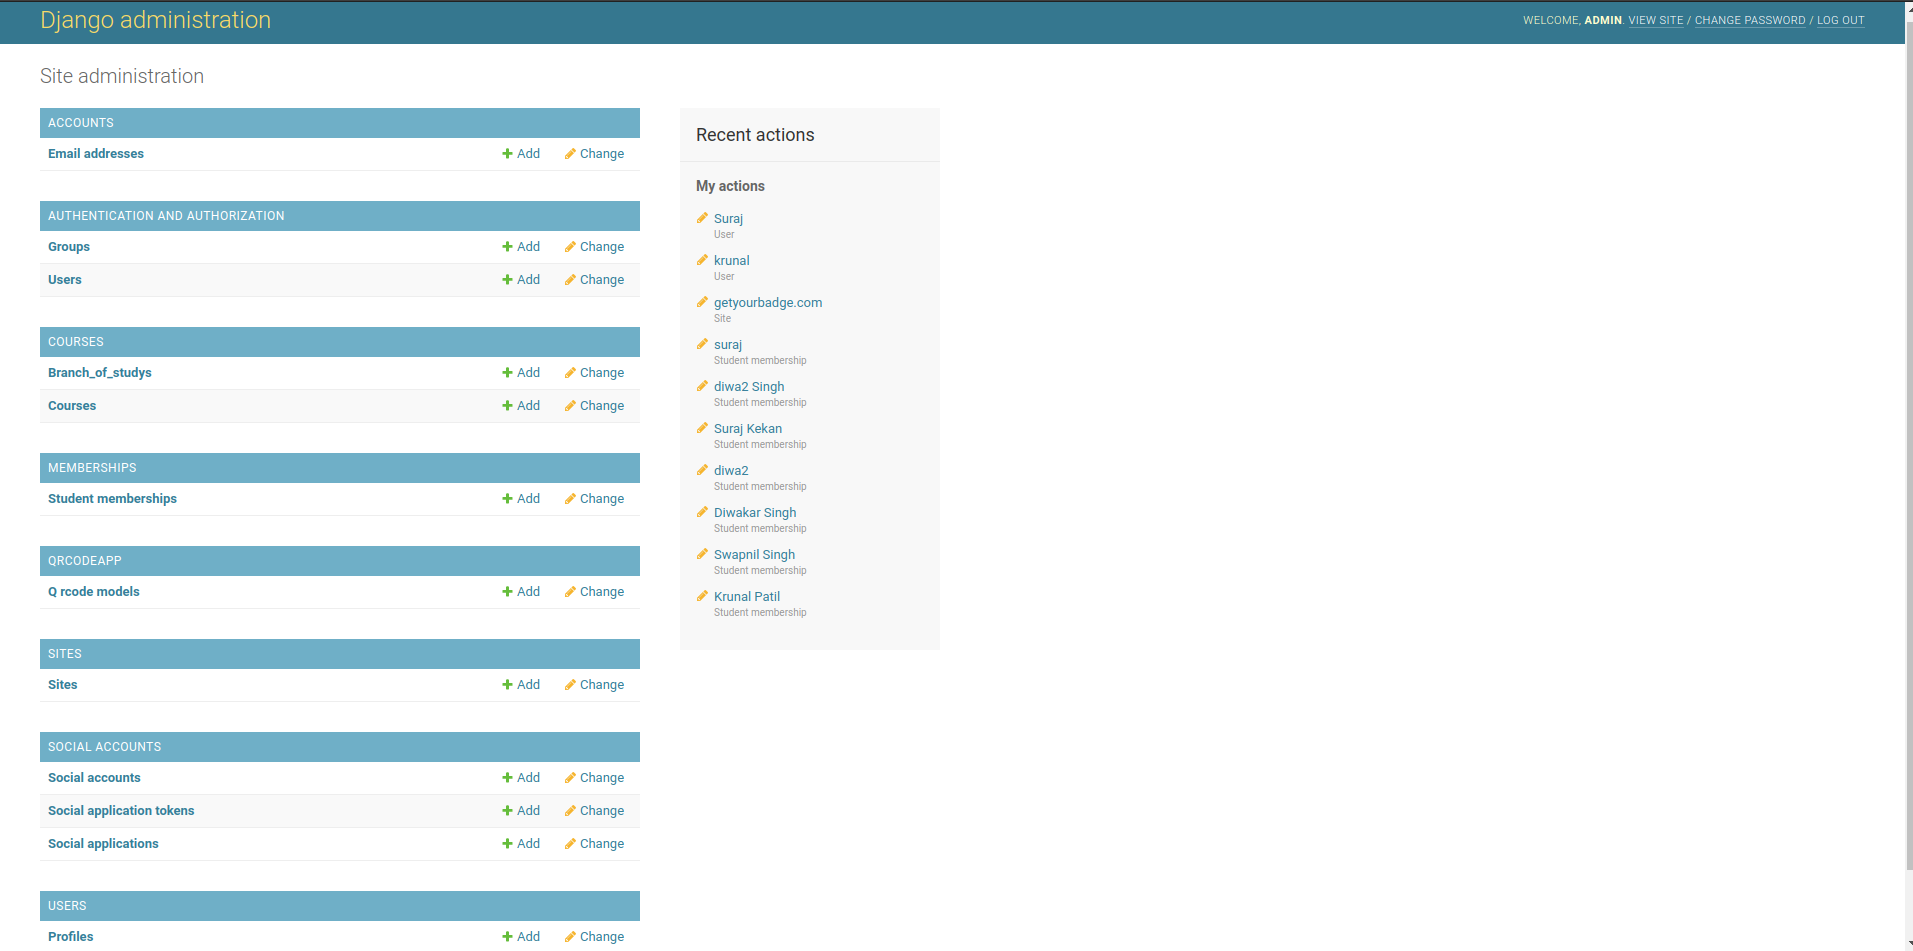 Django administration
WELCOME, ADMIN. VIEW SITE / CHANGE PASSWORD / LOG OUT
Site administration
ACCOUNTS
Email addresses Add Change
AUTHENTICATION AND AUTHORIZATION
Groups Add Change
Users Add Change
COURSES
Branch_of_studys Add Change
Courses Add Change
MEMBERSHIPS
Student memberships Add Change
QRCODEAPP
Q rcode models Add Change
SITES
Sites Add Change
SOCIAL ACCOUNTS
Social accounts Add Change
Social application tokens Add Change
Social applications Add Change
USERS
Profiles Add Change
Recent actions
My actions
Suraj
User
krunal
User
getyourbadge.com
Site
suraj
Student membership
diwa2 Singh
Student membership
Suraj Kekan
Student membership
diwa2
Student membership
Diwakar Singh
Student membership
Swapnil Singh
Student membership
Krunal Patil
Student membership